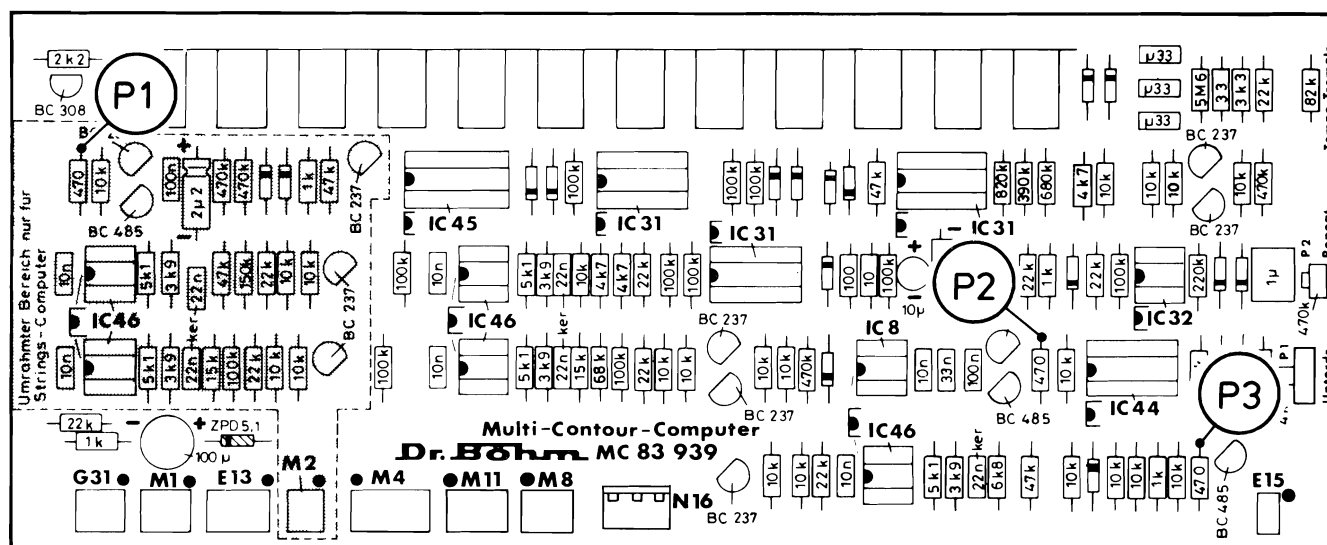 2k2
BC 308
P1
µ33
µ33
µ33
5M6
33
3k3
22k
82k
BC 237
470
10k
BC 485
+
100n
2µ2
−
470k
470k
1k
47k
BC 237
IC45
100k
IC31
100k
100k
IC31
47k
820k
390k
680k
IC31
4k7
10k
10k
10k
BC 237
10k
470k
Umrahmter Bereich nur für
Strings-Computer
10n
5k1
3k9
22n
ker
47k
150k
22k
10k
10k
BC 237
IC46
100k
10n
5k1
3k9
22n
10k
4k7
4k7
22k
100k
100k
IC46
100
10
100k
+
−
10µ
−
P2
22k
1k
22k
100k
IC32
220k
1µ
P2
470k
10n
5k1
3k9
22n
ker
15k
100k
22k
10k
10k
100k
10n
5k1
3k9
22n
ker
15k
68k
100k
22k
10k
10k
BC 237
BC 237
10k
10k
470k
IC8
10n
33n
100n
BC 485
470
10k
IC44
P3
P1
22k
1k
−
+
100µ
ZPD5,1
Multi-Contour-Computer
Dr. Böhm MC 83 939
IC46
BC 237
10k
10k
22k
10n
5k1
3k9
22n
ker
6k8
47k
10k
10k
10k
1k
10k
470
BC 485
G31
M1
E13
M2
M4
M11
M8
N16
E15